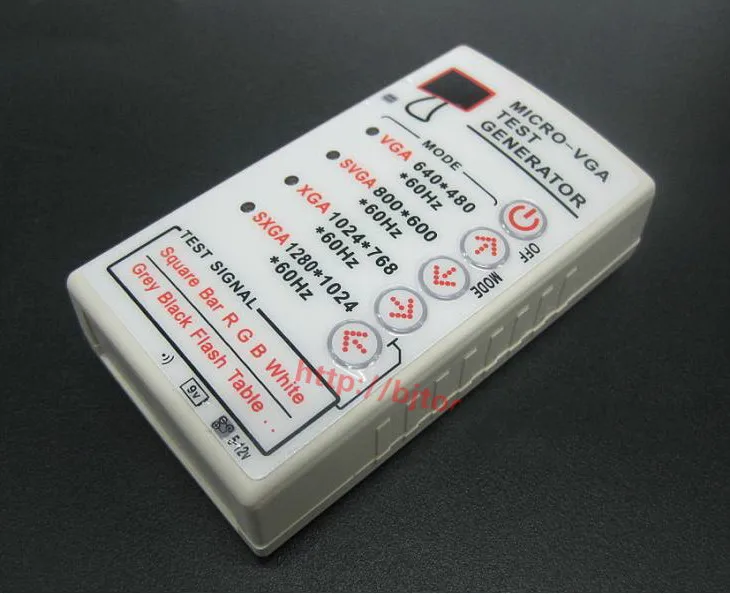 MICRO-VGA
TEST
GENERATOR
MODE
VGA 640*480
*60Hz
SVGA 800*600
*60Hz
XGA 1024*768
*60Hz
SXGA 1280*1024
*60Hz
OFF
MODE
TEST SIGNAL
Square Bar R G B White
Grey Black Flash Table . .
9v
5-12v
http://bjtor